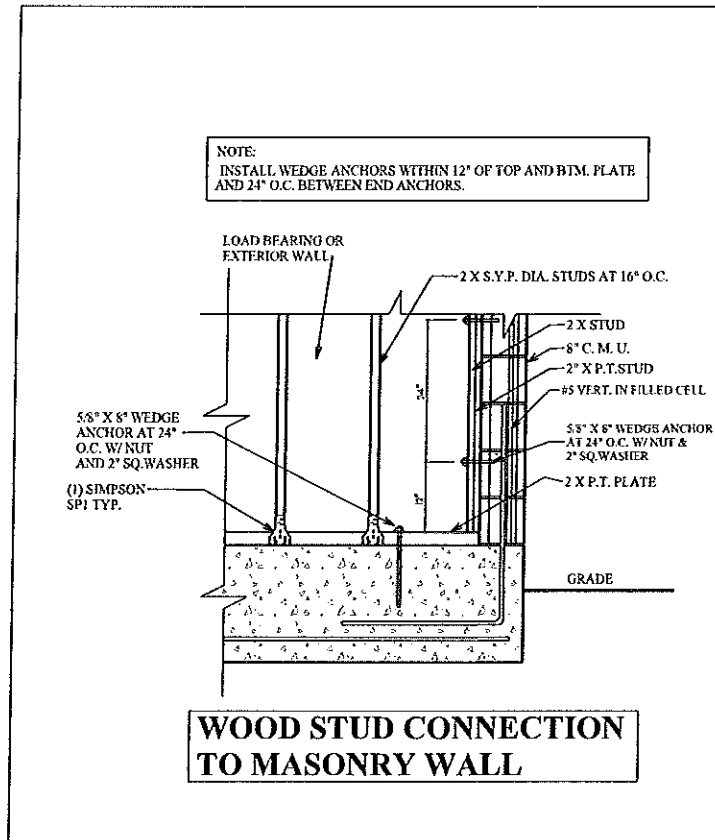 NOTE:
INSTALL WEDGE ANCHORS WITHIN 12" OF TOP AND BTM. PLATE
AND 24" O.C. BETWEEN END ANCHORS.
LOAD BEARING OR
EXTERIOR WALL
2 X S.Y.P. DIA. STUDS AT 16" O.C.
2 X STUD
8" C. M. U.
2" X P.T.STUD
#5 VERT. IN FILLED CELL
24"
5/8" X 8" WEDGE
ANCHOR AT 24"
O.C. W/ NUT
AND 2" SQ.WASHER
5/8" X 8" WEDGE ANCHOR
AT 24" O.C. W/NUT &
2" SQ.WASHER
(1) SIMPSON
SP1 TYP.
12"
2 X P.T. PLATE
GRADE
WOOD STUD CONNECTION
TO MASONRY WALL